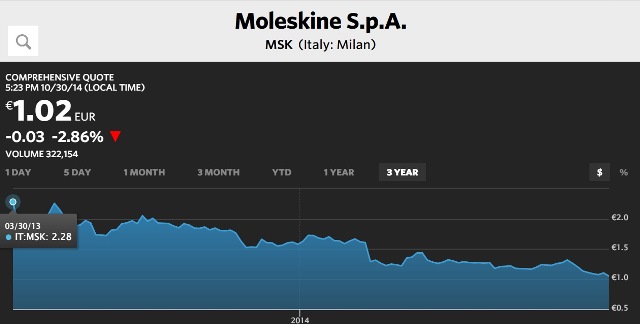 Moleskine S.p.A.
MSK (Italy: Milan)
COMPREHENSIVE QUOTE
5:23 PM 10/30/14 (LOCAL TIME)
€1.02 EUR
-0.03 -2.86% ▼
VOLUME 322,154
1 DAY 5 DAY 1 MONTH 3 MONTH YTD 1 YEAR 3 YEAR $ %
03/30/13
IT:MSK: 2.28
€2.0
€1.5
€1.0
€0.5
2014